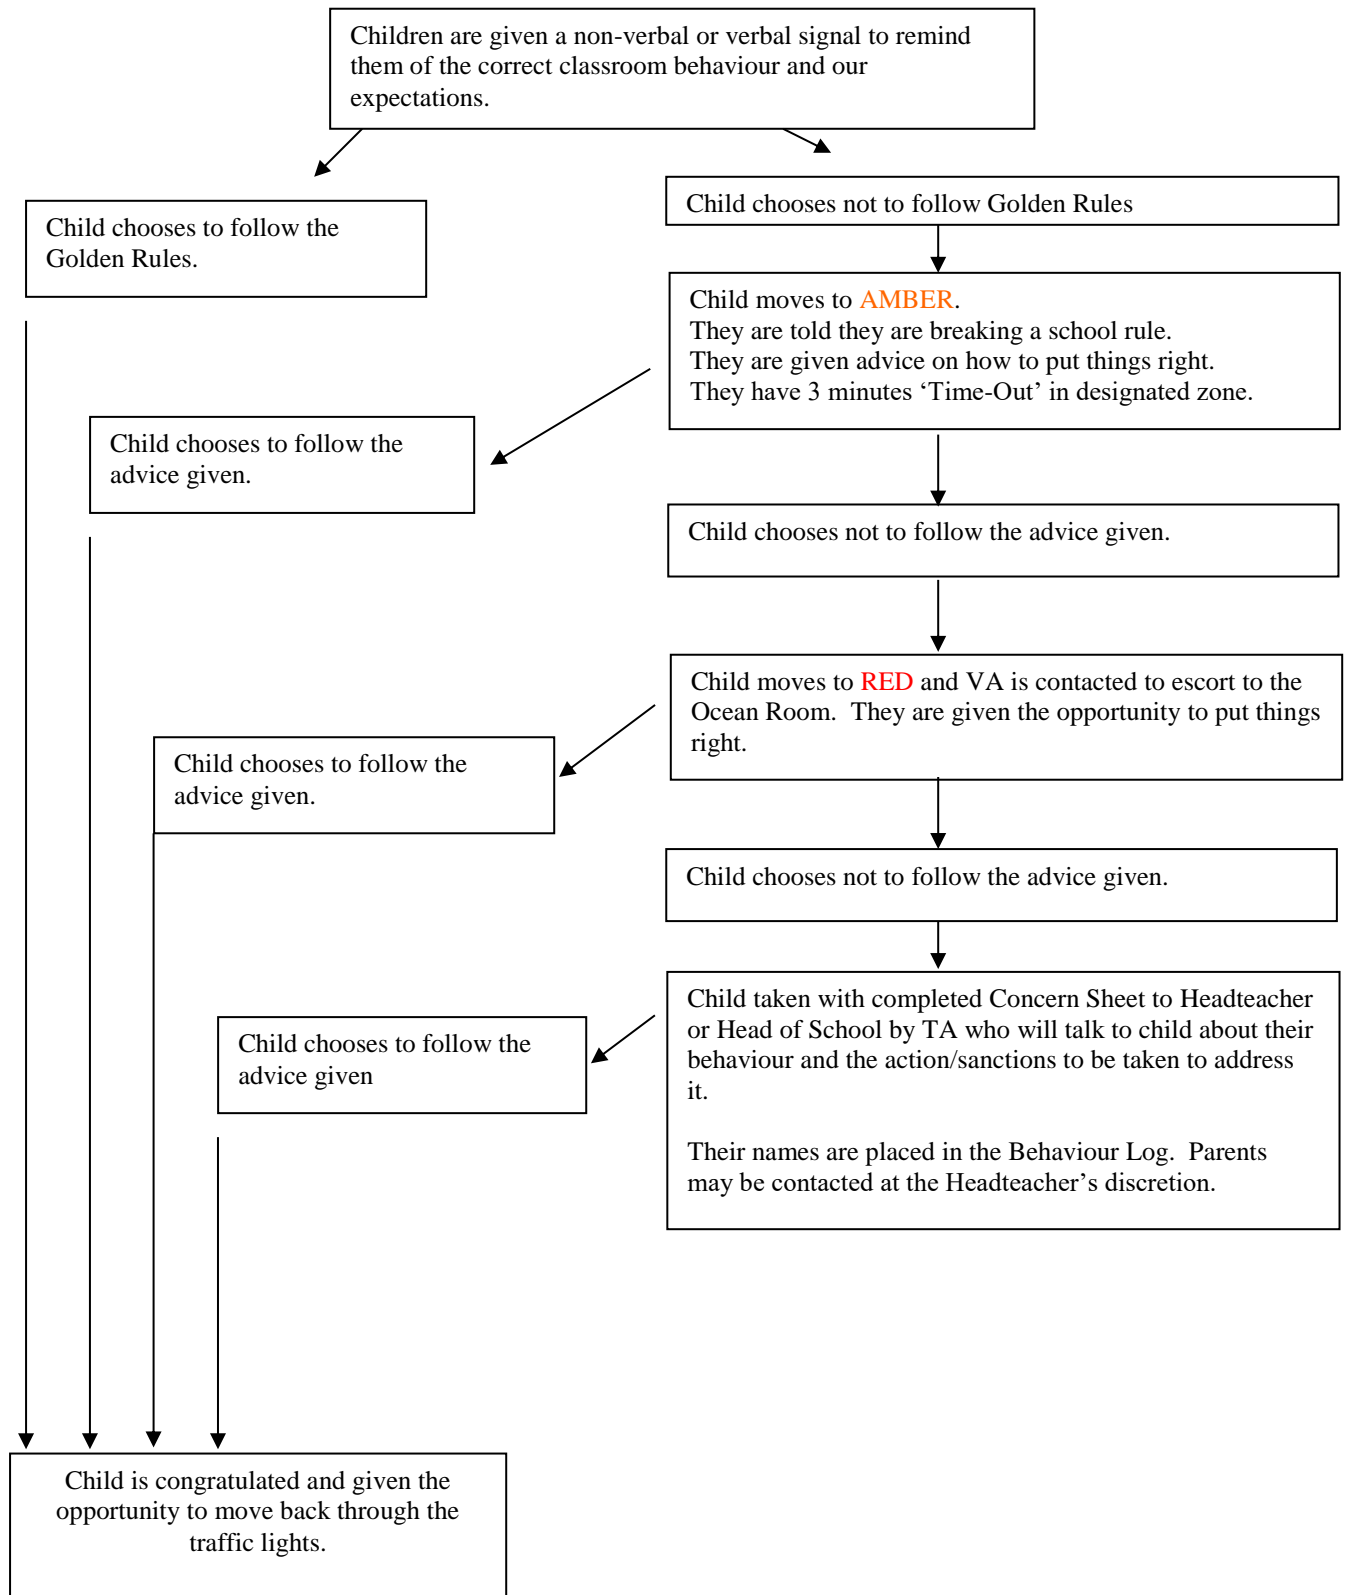 Children are given a non-verbal or verbal signal to remind
them of the correct classroom behaviour and our
expectations.
Child chooses to follow the
Golden Rules.
Child chooses not to follow Golden Rules
Child moves to AMBER.
They are told they are breaking a school rule.
They are given advice on how to put things right.
They have 3 minutes ‘Time-Out’ in designated zone.
Child chooses to follow the
advice given.
Child chooses not to follow the advice given.
Child moves to RED and VA is contacted to escort to the
Ocean Room.  They are given the opportunity to put things
right.
Child chooses to follow the
advice given.
Child chooses not to follow the advice given.
Child taken with completed Concern Sheet to Headteacher
or Head of School by TA who will talk to child about their
behaviour and the action/sanctions to be taken to address
it.
Their names are placed in the Behaviour Log.  Parents
may be contacted at the Headteacher’s discretion.
Child chooses to follow the
advice given
Child is congratulated and given the
opportunity to move back through the
traffic lights.